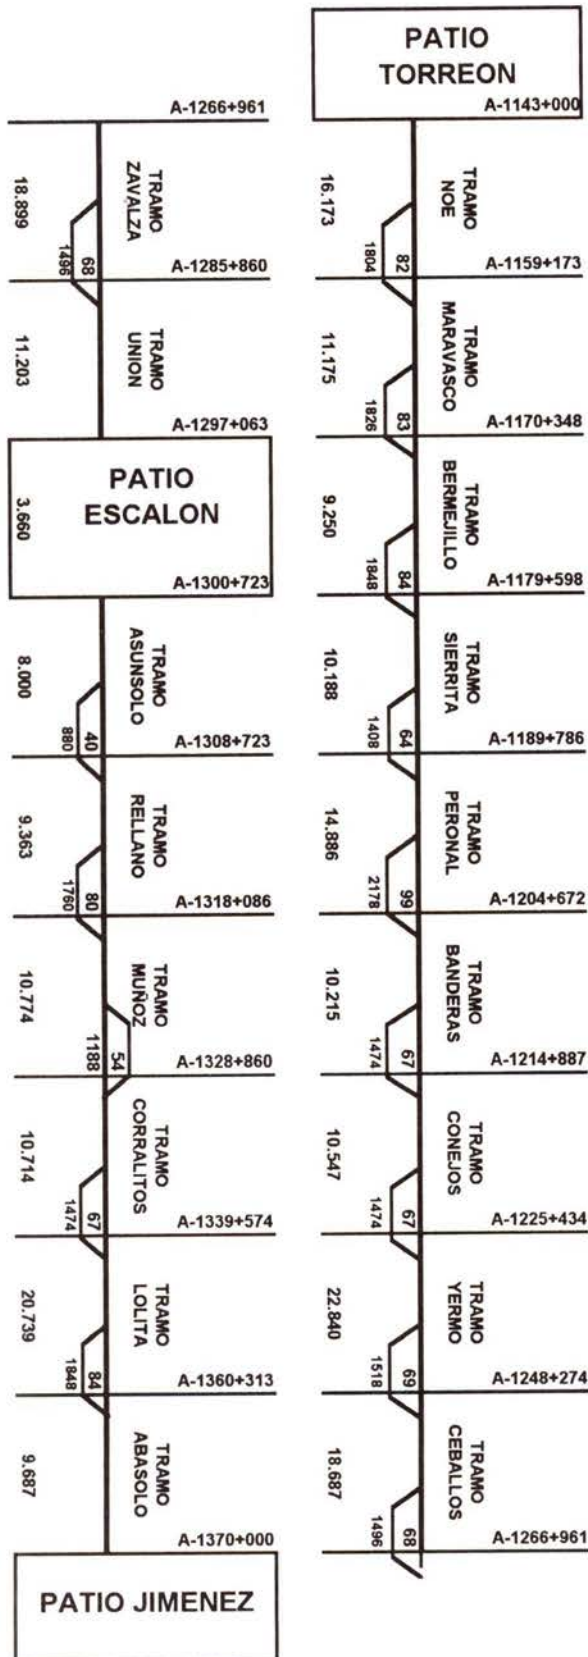 PATIO
TORREON
A-1143+000
TRAMO
NOE
16.173
82
1804
A-1159+173
TRAMO
MARAVASCO
11.175
83
1826
A-1170+348
TRAMO
BERMEJILLO
9.250
84
1848
A-1179+598
TRAMO
SIERRITA
10.188
64
1408
A-1189+786
TRAMO
PERONAL
14.886
99
2178
A-1204+672
TRAMO
BANDERAS
10.215
67
1474
A-1214+887
TRAMO
CONEJOS
10.547
67
1474
A-1225+434
TRAMO
YERMO
22.840
69
1518
A-1248+274
TRAMO
CEBALLOS
18.687
68
1496
A-1266+961
A-1266+961
TRAMO
ZAVALZA
18.899
68
1496
A-1285+860
TRAMO
UNION
11.203
A-1297+063
PATIO
ESCALON
3.660
A-1300+723
TRAMO
ASUNSOLO
8.000
40
880
A-1308+723
TRAMO
RELLANO
9.363
80
1760
A-1318+086
TRAMO
MUÑOZ
10.774
54
1188
A-1328+860
TRAMO
CORRALITOS
10.714
67
1474
A-1339+574
TRAMO
LOLITA
20.739
84
1848
A-1360+313
TRAMO
ABASOLO
9.687
A-1370+000
PATIO JIMENEZ